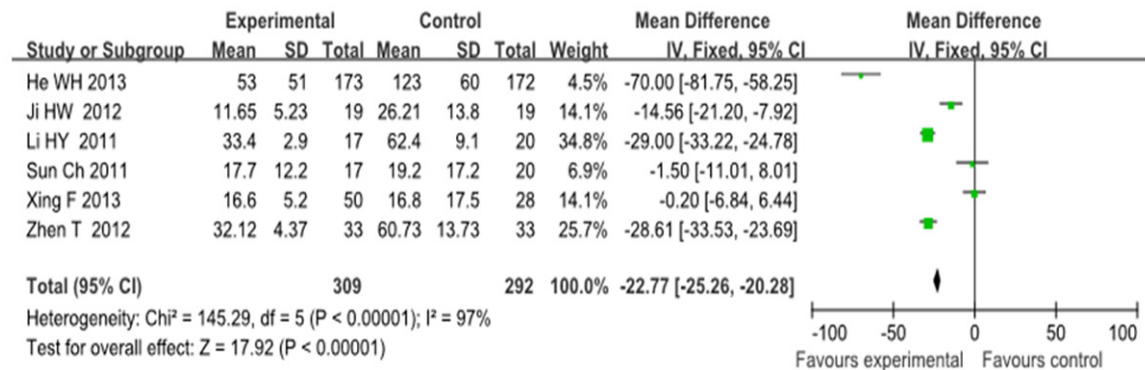 Experimental Control Mean Difference Mean Difference
Study or Subgroup Mean SD Total Mean SD Total Weight IV, Fixed, 95% CI IV, Fixed, 95% CI
He WH 2013 53 51 173 123 60 172 4.5% -70.00 [-81.75, -58.25]
Ji HW 2012 11.65 5.23 19 26.21 13.8 19 14.1% -14.56 [-21.20, -7.92]
Li HY 2011 33.4 2.9 17 62.4 9.1 20 34.8% -29.00 [-33.22, -24.78]
Sun Ch 2011 17.7 12.2 17 19.2 17.2 20 6.9% -1.50 [-11.01, 8.01]
Xing F 2013 16.6 5.2 50 16.8 17.5 28 14.1% -0.20 [-6.84, 6.44]
Zhen T 2012 32.12 4.37 33 60.73 13.73 33 25.7% -28.61 [-33.53, -23.69]
Total (95% CI) 309 292 100.0% -22.77 [-25.26, -20.28]
Heterogeneity: Chi² = 145.29, df = 5 (P < 0.00001); I² = 97%
Test for overall effect: Z = 17.92 (P < 0.00001)
-100 -50 0 50 100
Favours experimental Favours control